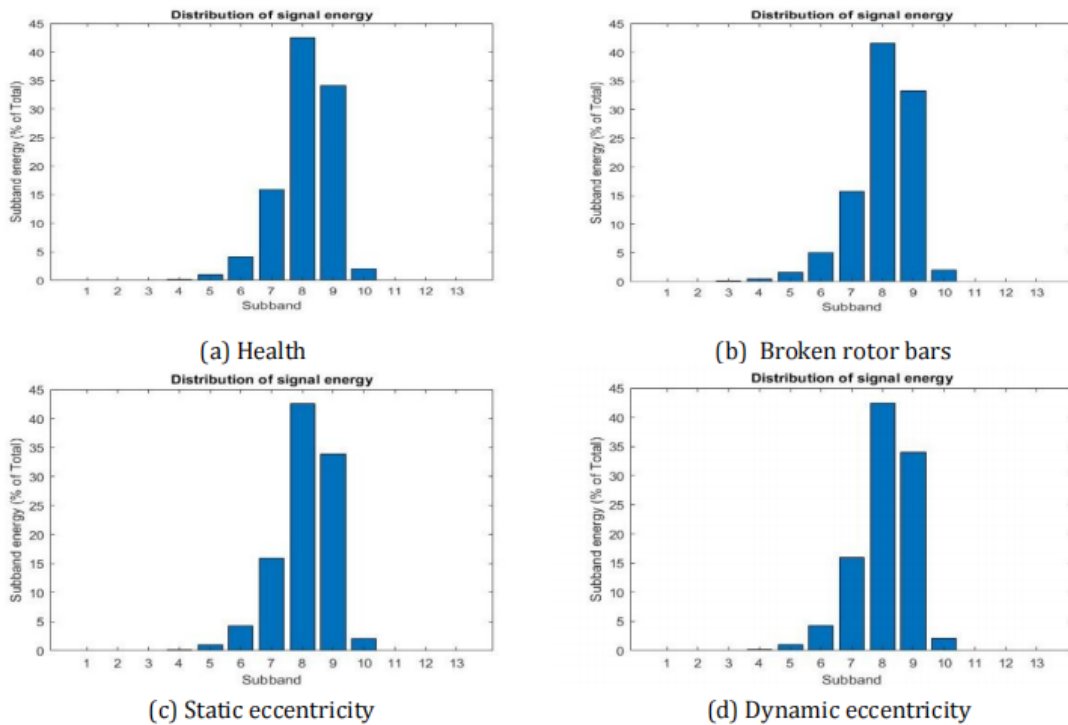 Distribution of signal energy
45
40
35
30
25
20
15
10
5
0
Subband energy (% of Total)
1 2 3 4 5 6 7 8 9 10 11 12 13
Subband
(a) Health
Distribution of signal energy
45
40
35
30
25
20
15
10
5
0
Subband energy (% of Total)
1 2 3 4 5 6 7 8 9 10 11 12 13
Subband
(b) Broken rotor bars
Distribution of signal energy
45
40
35
30
25
20
15
10
5
0
Subband energy (% of Total)
1 2 3 4 5 6 7 8 9 10 11 12 13
Subband
(c) Static eccentricity
Distribution of signal energy
45
40
35
30
25
20
15
10
5
0
Subband energy (% of Total)
1 2 3 4 5 6 7 8 9 10 11 12 13
Subband
(d) Dynamic eccentricity